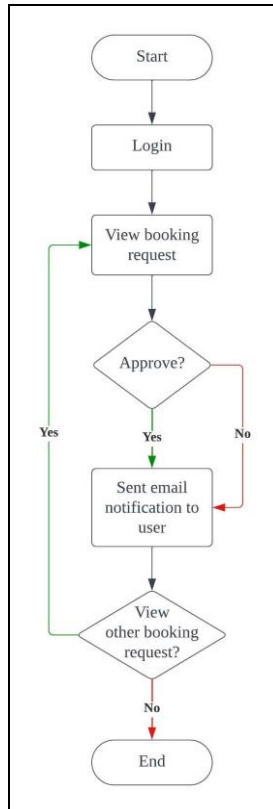 Start
Login
View booking
request
Approve?
Yes
No
Yes
Sent email
notification to
user
View
other booking
request?
No
End